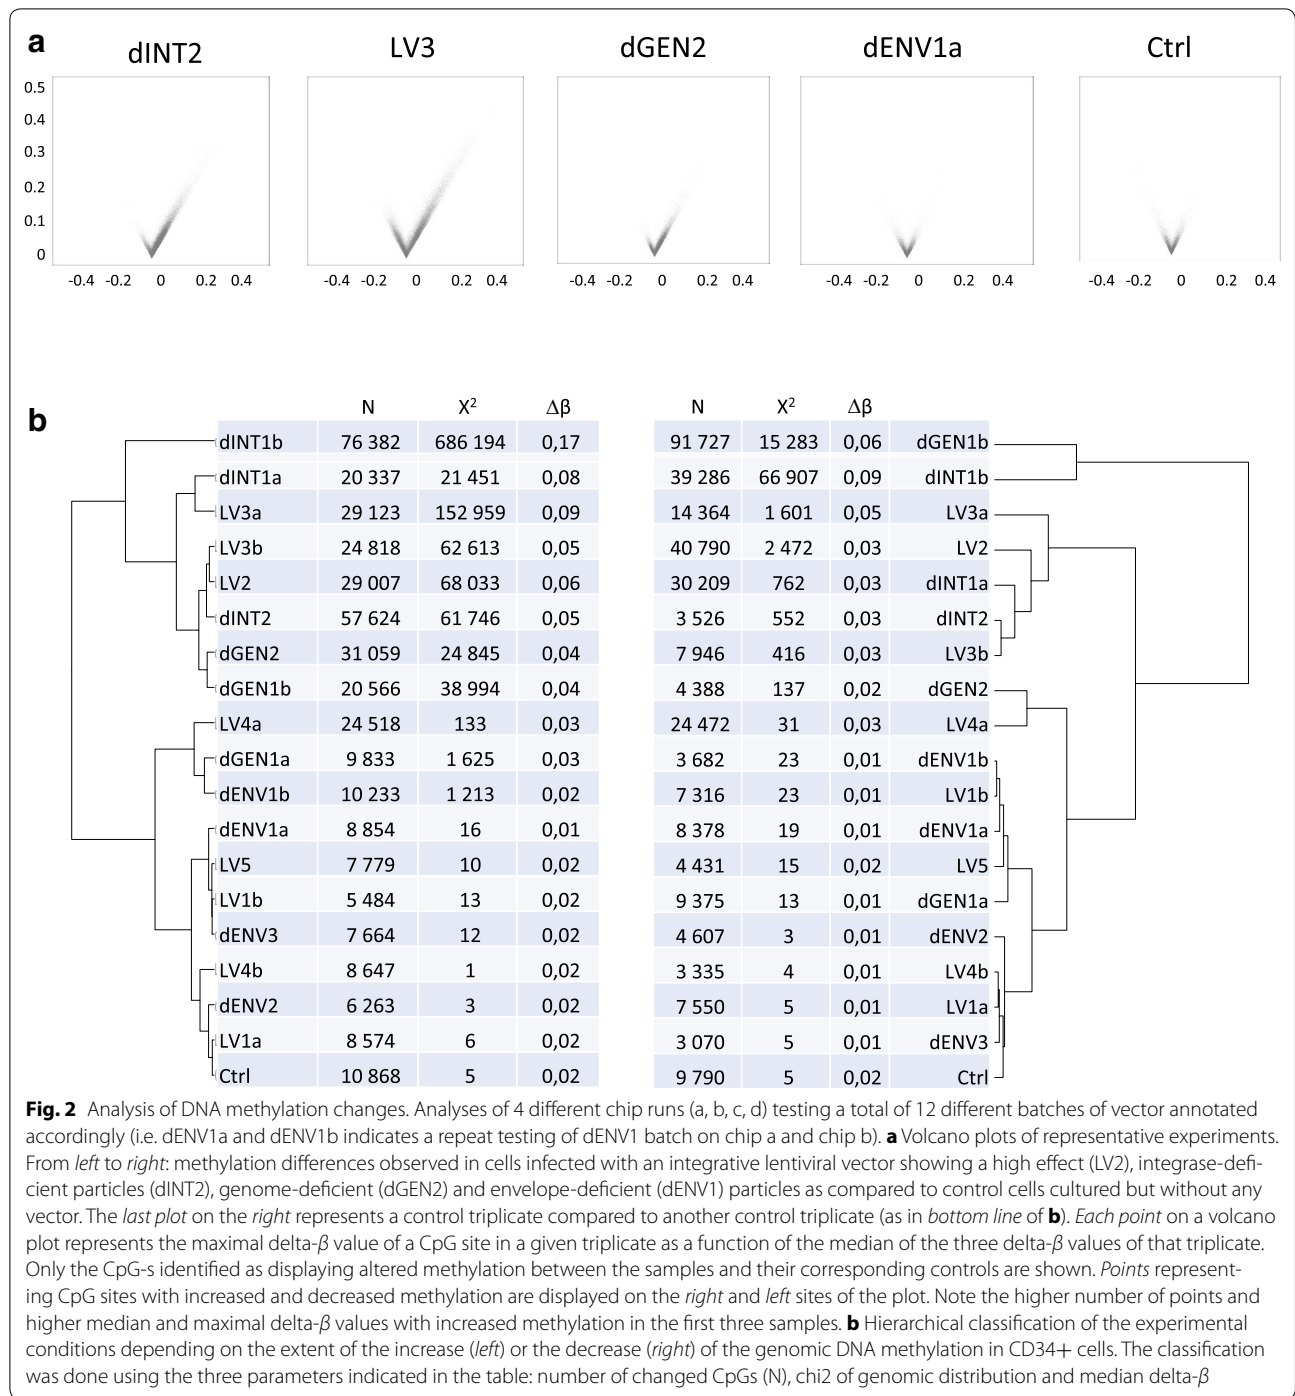 a
dINT2 LV3 dGEN2 dENV1a Ctrl
0.5
0.4
0.3
0.2
0.1
0
-0.4 -0.2 0 0.2 0.4 -0.4 -0.2 0 0.2 0.4 -0.4 -0.2 0 0.2 0.4 -0.4 -0.2 0 0.2 0.4 -0.4 -0.2 0 0.2 0.4
b
N X² Δβ N X² Δβ
dINT1b 76 382 686 194 0,17 91 727 15 283 0,06 dGEN1b
dINT1a 20 337 21 451 0,08 39 286 66 907 0,09 dINT1b
LV3a 29 123 152 959 0,09 14 364 1 601 0,05 LV3a
LV3b 24 818 62 613 0,05 40 790 2 472 0,03 LV2
LV2 29 007 68 033 0,06 30 209 762 0,03 dINT1a
dINT2 57 624 61 746 0,05 3 526 552 0,03 dINT2
dGEN2 31 059 24 845 0,04 7 946 416 0,03 LV3b
dGEN1b 20 566 38 994 0,04 4 388 137 0,02 dGEN2
LV4a 24 518 133 0,03 24 472 31 0,03 LV4a
dGEN1a 9 833 1 625 0,03 3 682 23 0,01 dENV1b
dENV1b 10 233 1 213 0,02 7 316 23 0,01 LV1b
dENV1a 8 854 16 0,01 8 378 19 0,01 dENV1a
LV5 7 779 10 0,02 4 431 15 0,02 LV5
LV1b 5 484 13 0,02 9 375 13 0,01 dGEN1a
dENV3 7 664 12 0,02 4 607 3 0,01 dENV2
LV4b 8 647 1 0,02 3 335 4 0,01 LV4b
dENV2 6 263 3 0,02 7 550 5 0,01 LV1a
LV1a 8 574 6 0,02 3 070 5 0,01 dENV3
Ctrl 10 868 5 0,02 9 790 5 0,02 Ctrl
Fig. 2 Analysis of DNA methylation changes. Analyses of 4 different chip runs (a, b, c, d) testing a total of 12 different batches of vector annotated
accordingly (i.e. dENV1a and dENV1b indicates a repeat testing of dENV1 batch on chip a and chip b). a Volcano plots of representative experiments.
From left to right: methylation differences observed in cells infected with an integrative lentiviral vector showing a high effect (LV2), integrase-defi-
cient particles (dINT2), genome-deficient (dGEN2) and envelope-deficient (dENV1) particles as compared to control cells cultured but without any
vector. The last plot on the right represents a control triplicate compared to another control triplicate (as in bottom line of b). Each point on a volcano
plot represents the maximal delta-β value of a CpG site in a given triplicate as a function of the median of the three delta-β values of that triplicate.
Only the CpG-s identified as displaying altered methylation between the samples and their corresponding controls are shown. Points represent-
ing CpG sites with increased and decreased methylation are displayed on the right and left sites of the plot. Note the higher number of points and
higher median and maximal delta-β values with increased methylation in the first three samples. b Hierarchical classification of the experimental
conditions depending on the extent of the increase (left) or the decrease (right) of the genomic DNA methylation in CD34+ cells. The classification
was done using the three parameters indicated in the table: number of changed CpGs (N), chi2 of genomic distribution and median delta-β